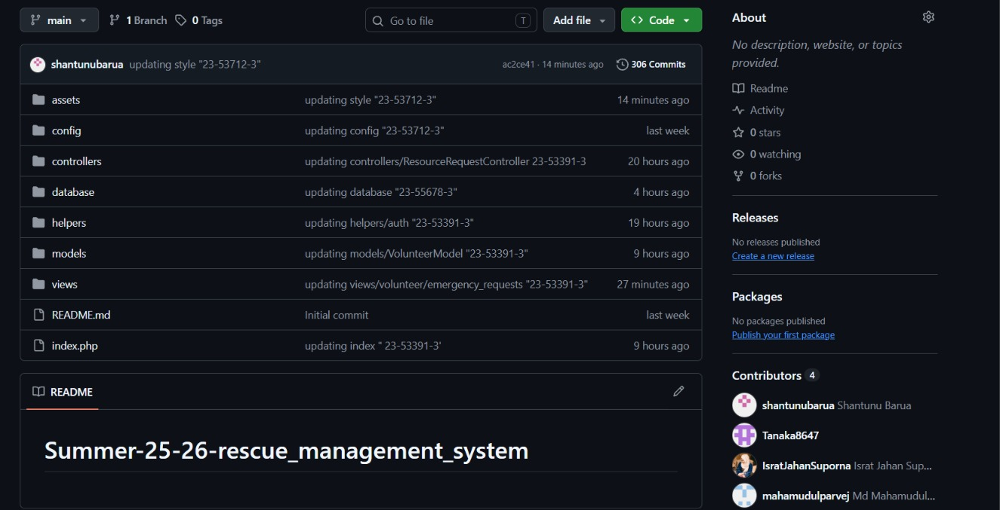 main
1 Branch
0 Tags
Go to file
T
Add file
Code
shantunubarua updating style "23-53712-3"
ac2ce41 · 14 minutes ago
306 Commits
assets
updating style "23-53712-3"
14 minutes ago
config
updating config "23-53712-3"
last week
controllers
updating controllers/ResourceRequestController 23-53391-3
20 hours ago
database
updating database "23-55678-3"
4 hours ago
helpers
updating helpers/auth "23-53391-3"
19 hours ago
models
updating models/VolunteerModel "23-53391-3"
9 hours ago
views
updating views/volunteer/emergency_requests "23-53391-3"
27 minutes ago
README.md
Initial commit
last week
index.php
updating index " 23-53391-3'
9 hours ago
README
Summer-25-26-rescue_management_system
About
No description, website, or topics
provided.
Readme
Activity
0 stars
0 watching
0 forks
Releases
No releases published
Create a new release
Packages
No packages published
Publish your first package
Contributors 4
shantunubarua Shantunu Barua
Tanaka8647
IsratJahanSuporna Israt Jahan Sup...
mahamudulparvej Md Mahamudul...